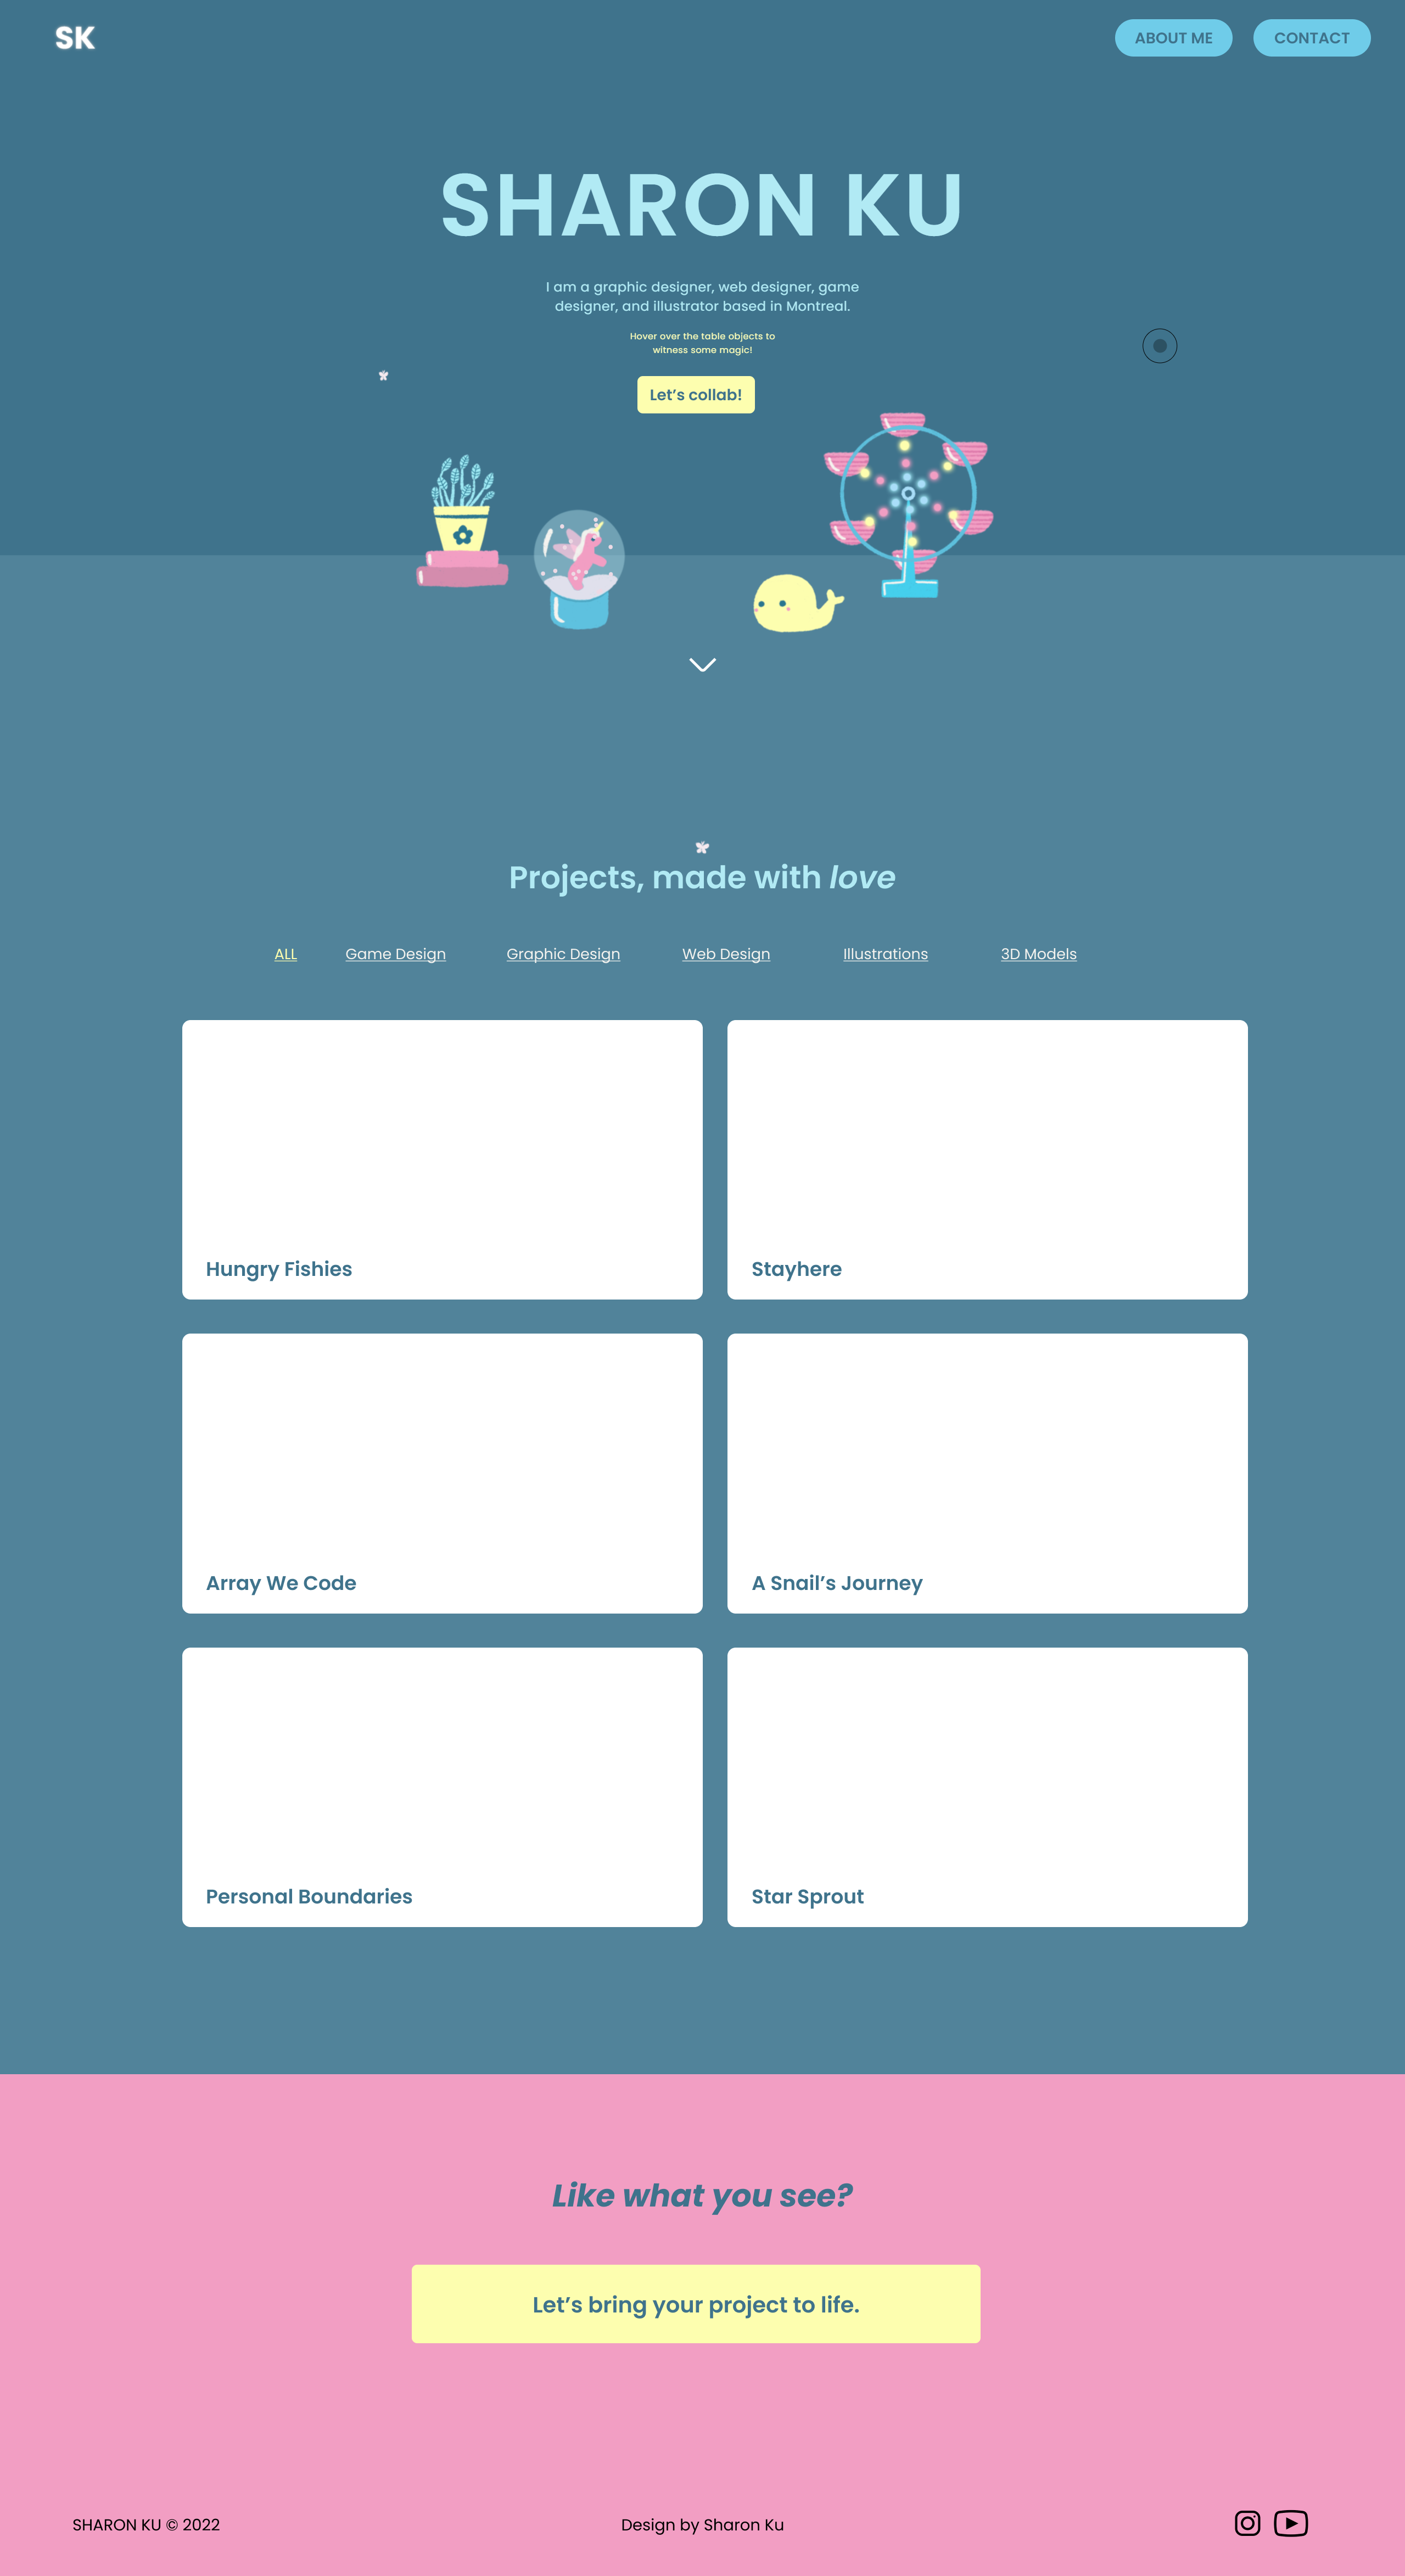 SK
ABOUT ME
CONTACT
SHARON KU
I am a graphic designer, web designer, game
designer, and illustrator based in Montreal.
Hover over the table objects to
witness some magic!
Let’s collab!
Projects, made with love
ALL
Game Design
Graphic Design
Web Design
Illustrations
3D Models
Hungry Fishies
Stayhere
Array We Code
A Snail’s Journey
Personal Boundaries
Star Sprout
Like what you see?
Let’s bring your project to life.
SHARON KU © 2022
Design by Sharon Ku